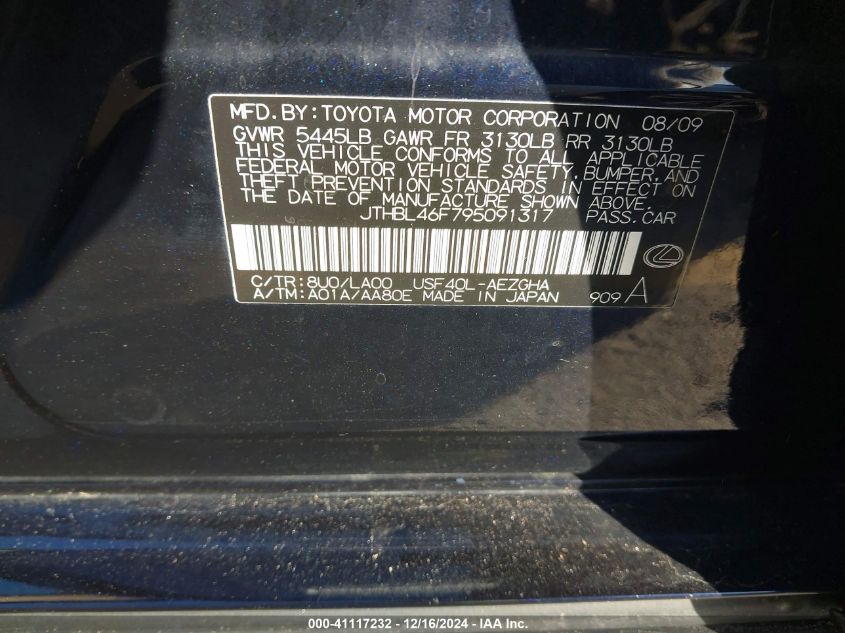 MFD. BY: TOYOTA MOTOR CORPORATION 08/09
GVWR 5445LB GAWR FR 3130LB RR 3130LB
THIS VEHICLE CONFORMS TO ALL APPLICABLE
FEDERAL MOTOR VEHICLE SAFETY, BUMPER, AND
THEFT PREVENTION STANDARDS IN EFFECT ON
THE DATE OF MANUFACTURE SHOWN ABOVE.
JTHBL46F795091317 PASS. CAR
C/TR: 8U0/LA00 USF40L-AEZGHA
A/TM: A01A/AA80E MADE IN JAPAN 909 A
000-41117232 - 12/16/2024 - IAA Inc.